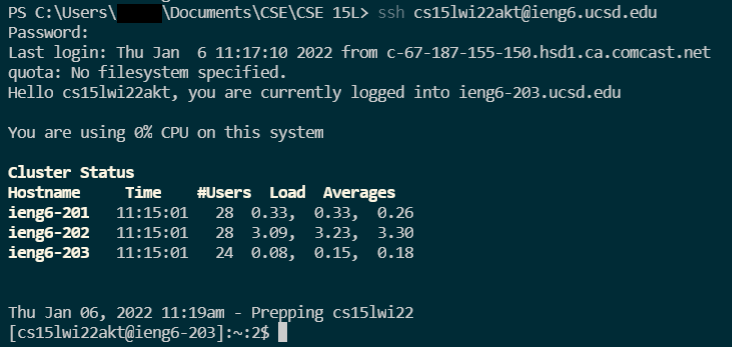 PS C:\Users\ \Documents\CSE\CSE 15L> ssh cs15lwi22akt@ieng6.ucsd.edu
Password:
Last login: Thu Jan  6 11:17:10 2022 from c-67-187-155-150.hsd1.ca.comcast.net
quota: No filesystem specified.
Hello cs15lwi22akt, you are currently logged into ieng6-203.ucsd.edu
You are using 0% CPU on this system
Cluster Status
Hostname     Time    #Users  Load  Averages
ieng6-201   11:15:01   28  0.33,  0.33,  0.26
ieng6-202   11:15:01   28  3.09,  3.23,  3.30
ieng6-203   11:15:01   24  0.08,  0.15,  0.18
Thu Jan 06, 2022 11:19am - Prepping cs15lwi22
[cs15lwi22akt@ieng6-203]:~:2$